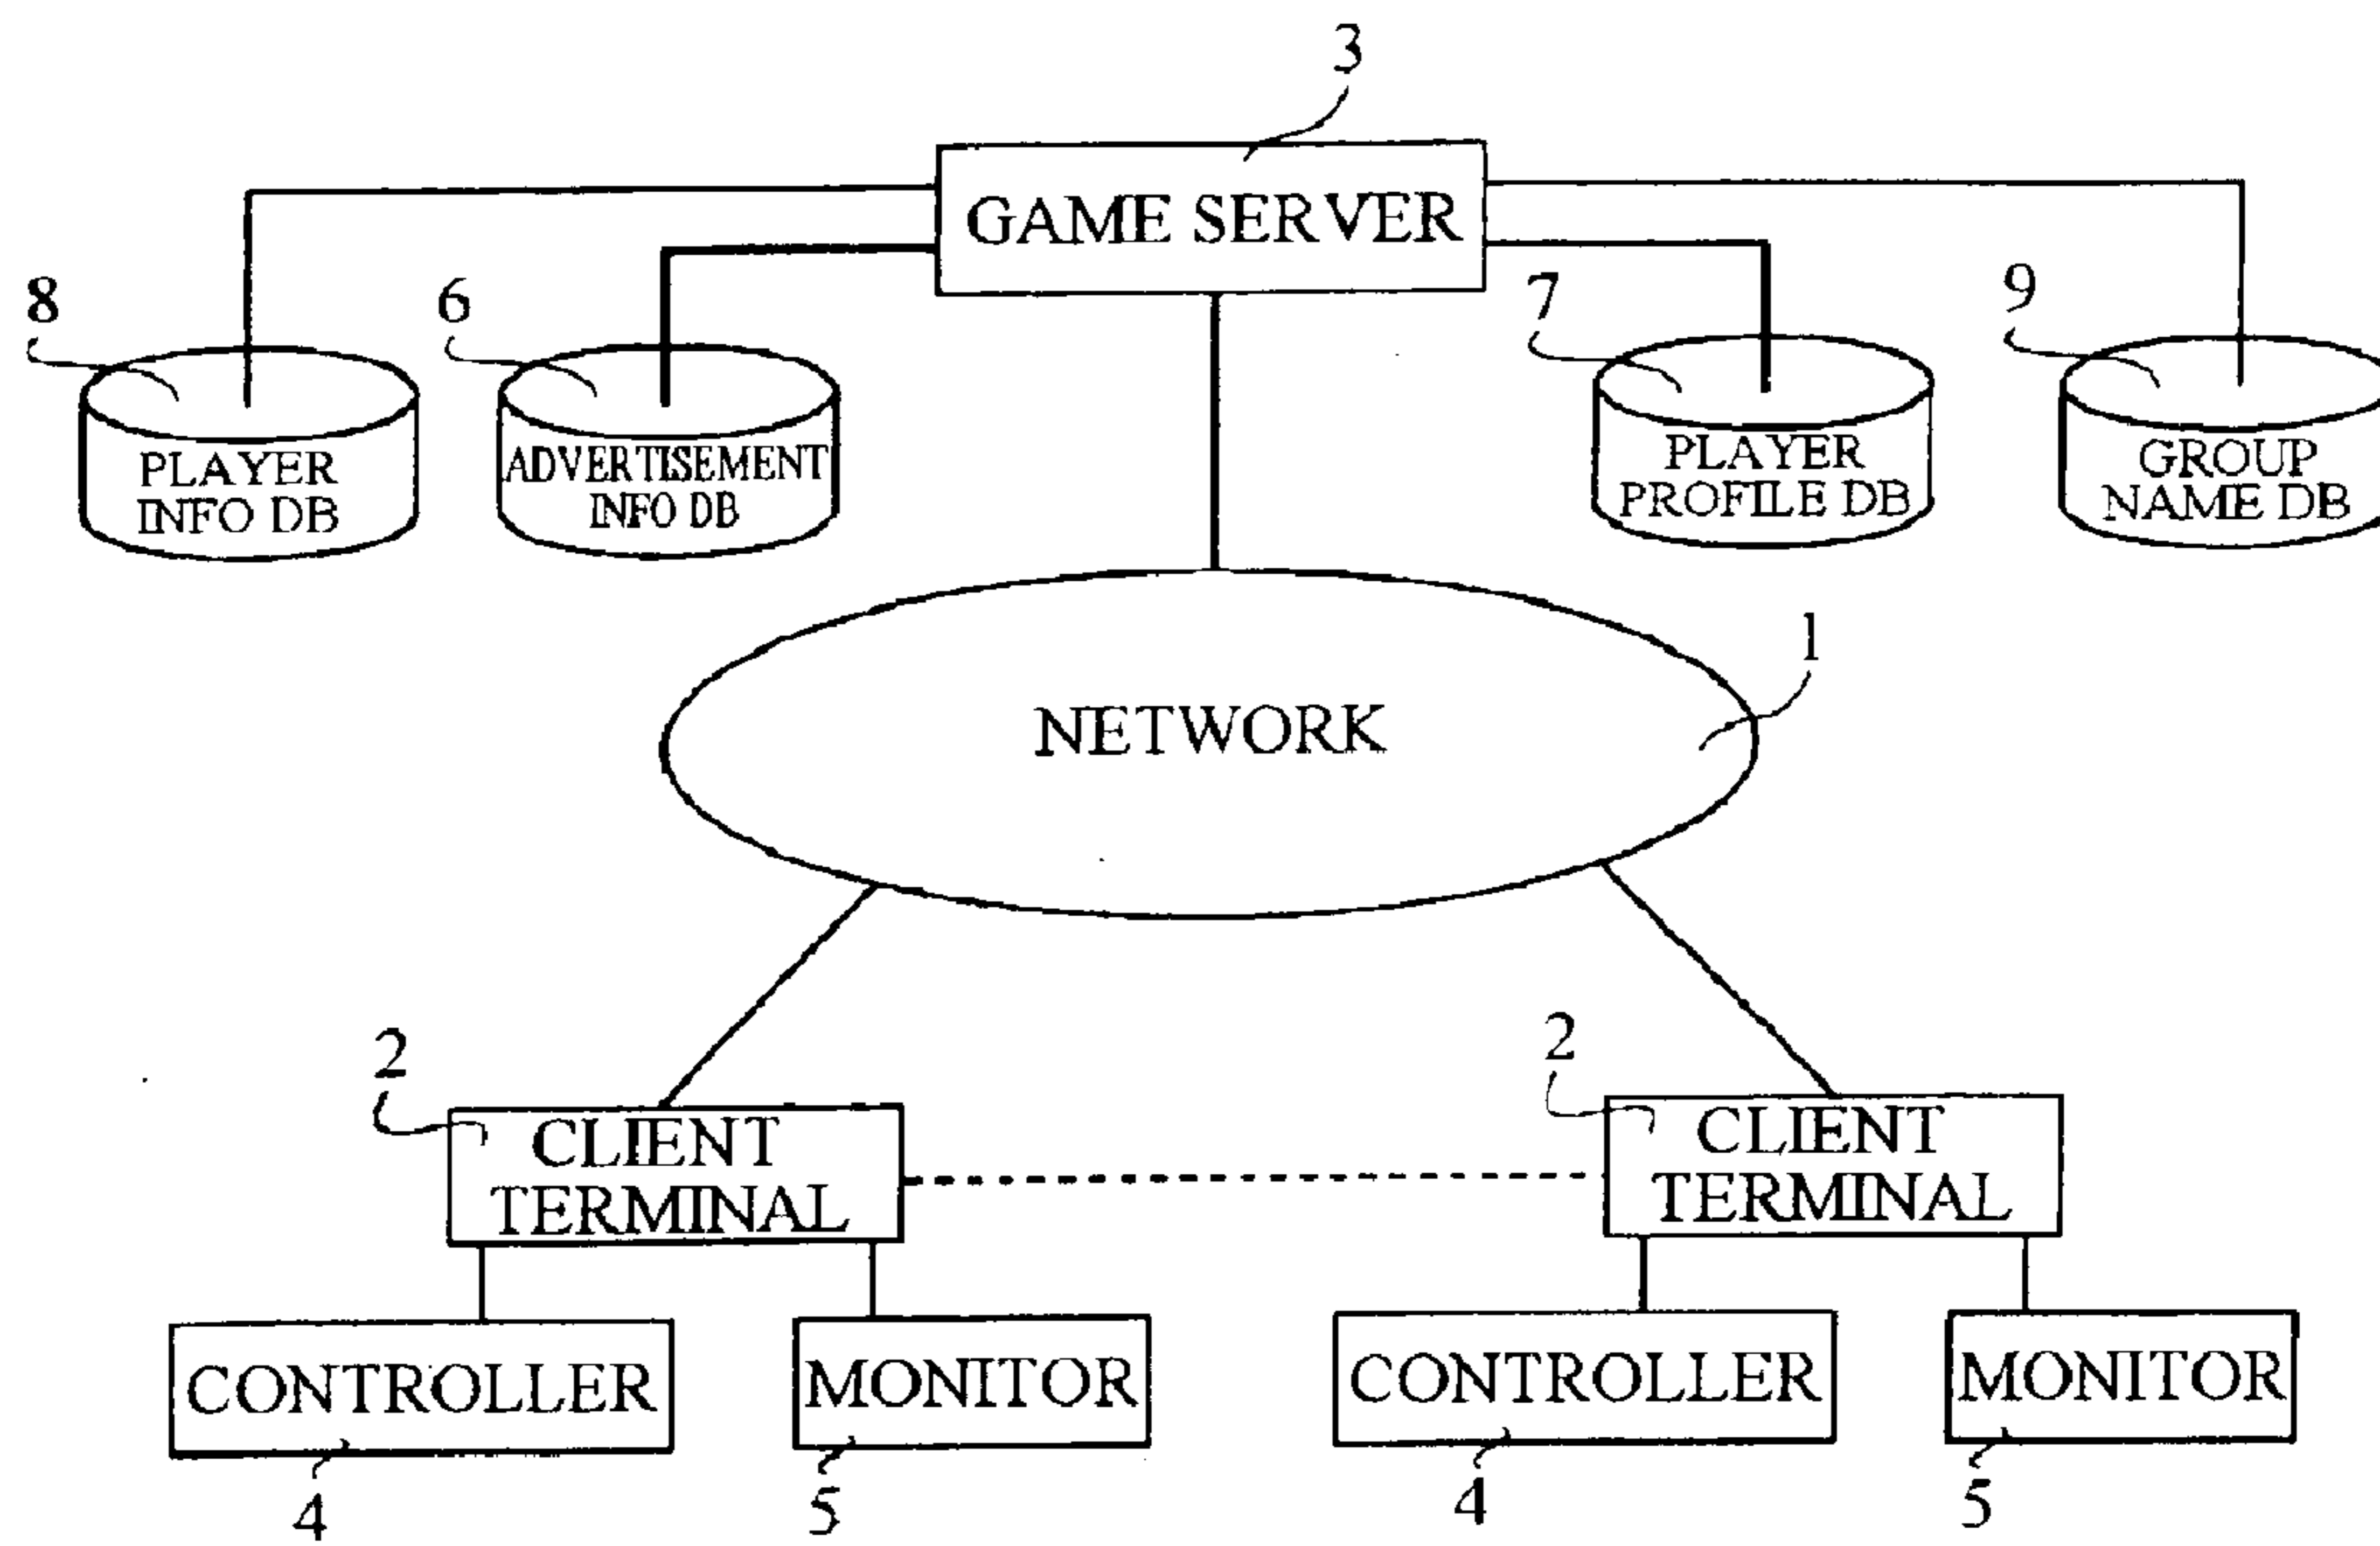 3
GAME SERVER
8
6
7
9
PLAYER
INFO DB
ADVERTISEMENT
INFO DB
PLAYER
PROFILE DB
GROUP
NAME DB
1
NETWORK
2
2
CLIENT
TERMINAL
CLIENT
TERMINAL
CONTROLLER
MONITOR
CONTROLLER
MONITOR
4
5
4
5